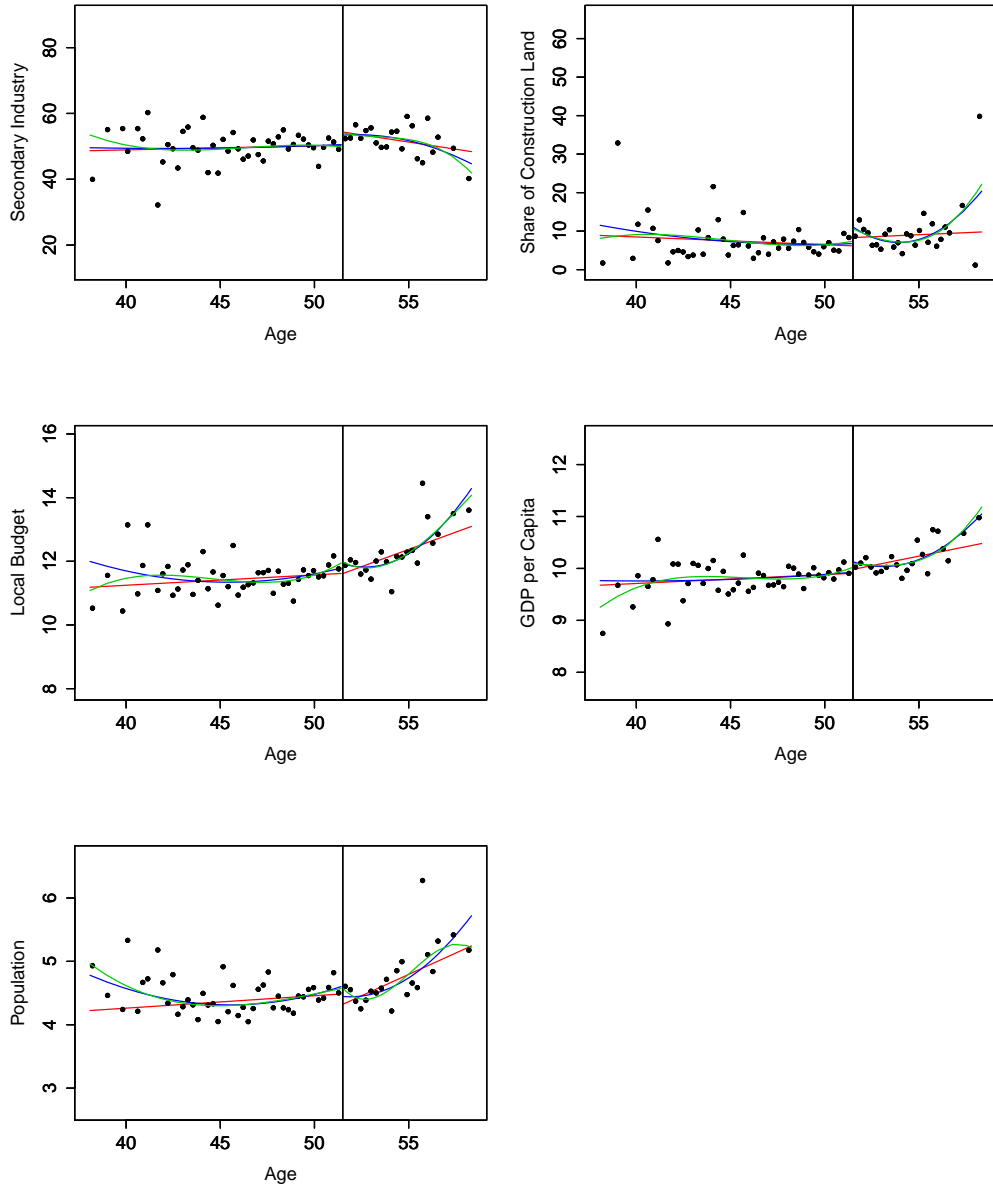 Secondary Industry
80
60
40
20
40 45 50 55
Age
Share of Construction Land
60
50
40
30
20
10
0
40 45 50 55
Age
Local Budget
16
14
12
10
8
40 45 50 55
Age
GDP per Capita
12
11
10
9
8
40 45 50 55
Age
Population
6
5
4
3
40 45 50 55
Age